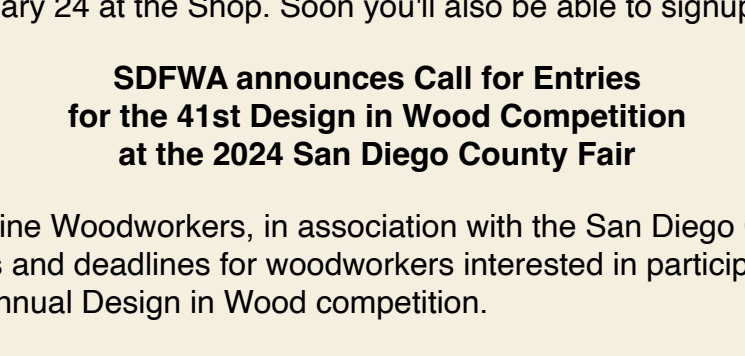 ary 24 at the Shop. Soon you'll also be able to signup
SDFWA announces Call for Entries
for the 41st Design in Wood Competition
at the 2024 San Diego County Fair
ine Woodworkers, in association with the San Diego
s and deadlines for woodworkers interested in particip
nnual Design in Wood competition.